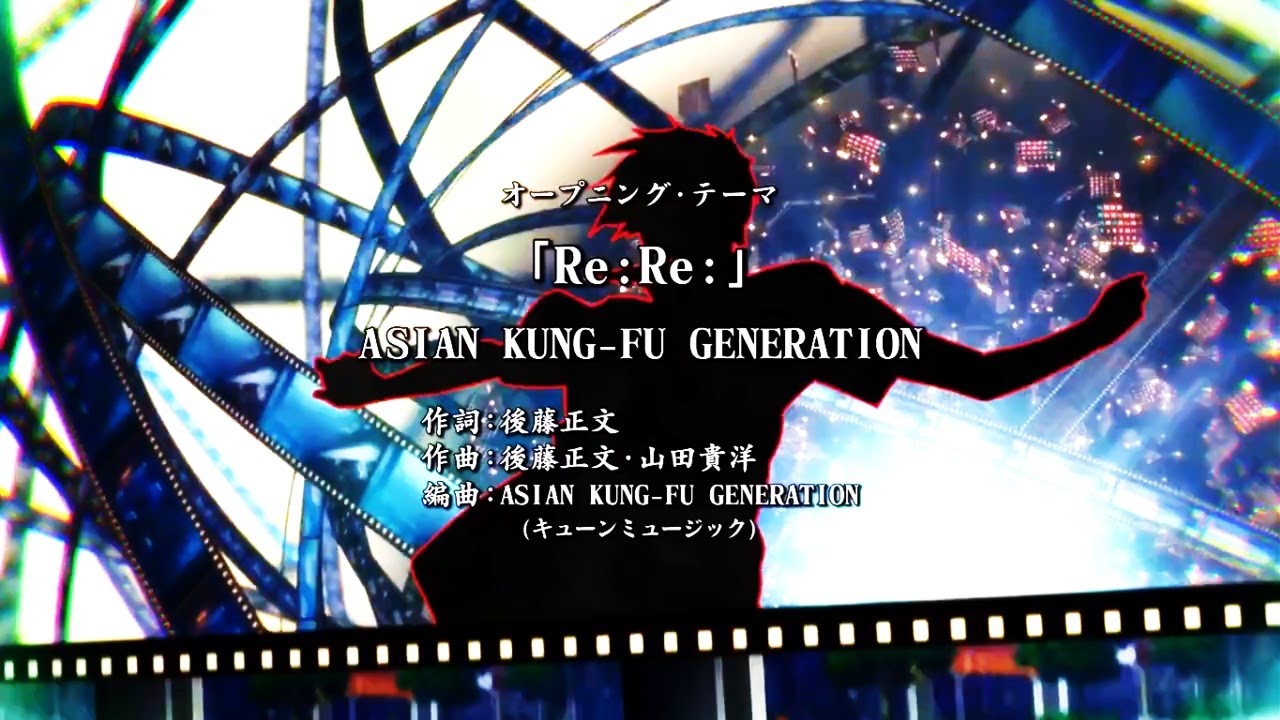 オープニング・テーマ
「Re:Re:」
ASIAN KUNG-FU GENERATION
作詞:後藤正文
作曲:後藤正文・山田貴洋
編曲:ASIAN KUNG-FU GENERATION
(キューンミュージック)